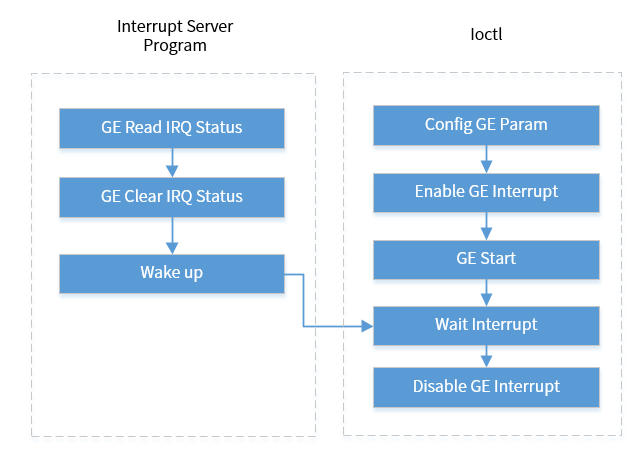 Interrupt Server
Program
GE Read IRQ Status
GE Clear IRQ Status
Wake up
Ioctl
Config GE Param
Enable GE Interrupt
GE Start
Wait Interrupt
Disable GE Interrupt